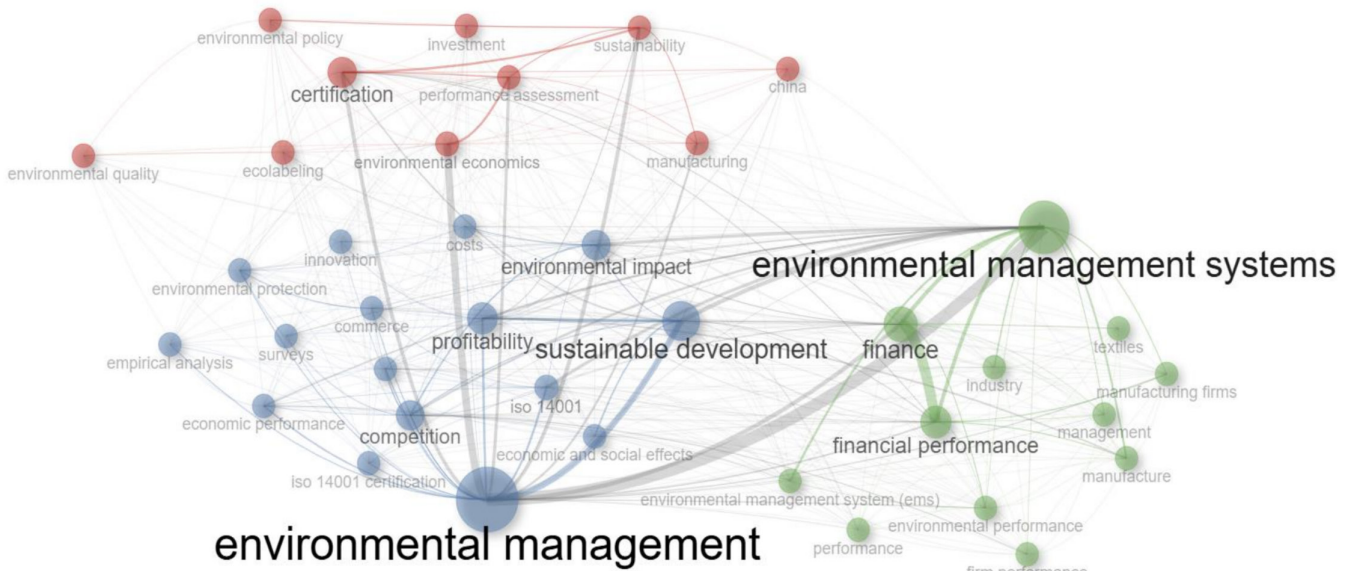 environmental policy
investment
sustainability
certification
performance assessment
china
environmental quality
ecolabeling
environmental economics
manufacturing
costs
innovation
environmental impact
environmental management systems
environmental protection
commerce
profitability
sustainable development
finance
textiles
surveys
empirical analysis
industry
manufacturing firms
iso 14001
economic performance
competition
management
financial performance
economic and social effects
manufacture
iso 14001 certification
environmental management system (ems)
environmental performance
environmental management
performance
firm performance